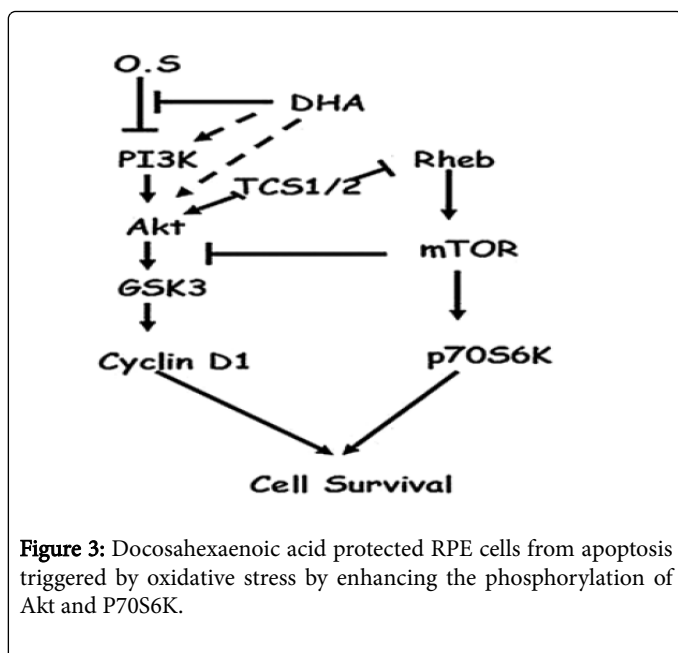 O.S
DHA
PI3K
Rheb
TCS1/2
Akt
mTOR
GSK3
Cyclin D1
p70S6K
Cell Survival
Figure 3: Docosahexaenoic acid protected RPE cells from apoptosis
triggered by oxidative stress by enhancing the phosphorylation of
Akt and P70S6K.